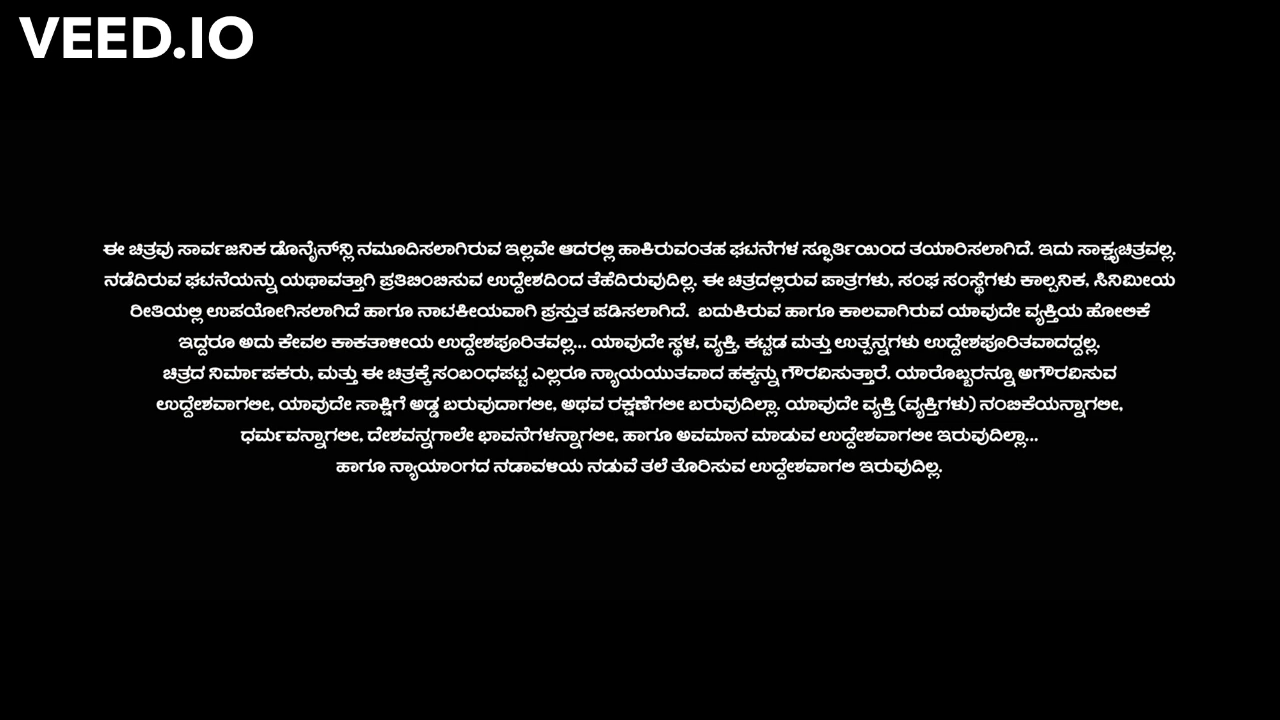 VEED.IO
ಈ ಚಿತ್ರವು ಸಾರ್ವಜನಿಕ ಡೊನೈನ್‌ನ್ಲಿ ನಮೂದಿಸಲಾಗಿರುವ ಇಲ್ಲವೇ ಆದರಲ್ಲಿ ಹಾಕಿರುವಂತಹ ಘಟನೆಗಳ ಸ್ಫೂರ್ತಿಯಿಂದ ತಯಾರಿಸಲಾಗಿದೆ. ಇದು ಸಾಕ್ಷ್ಯಚಿತ್ರವಲ್ಲ.
ನಡೆದಿರುವ ಘಟನೆಯನ್ನು ಯಥಾವತ್ತಾಗಿ ಪ್ರತಿಬಿಂಬಿಸುವ ಉದ್ದೇಶದಿಂದ ತೆಹೆದಿರುವುದಿಲ್ಲ. ಈ ಚಿತ್ರದಲ್ಲಿರುವ ಪಾತ್ರಗಳು, ಸಂಘ ಸಂಸ್ಥೆಗಳು ಕಾಲ್ಪನಿಕ, ಸಿನಿಮೀಯ
ರೀತಿಯಲ್ಲಿ ಉಪಯೋಗಿಸಲಾಗಿದೆ ಹಾಗೂ ನಾಟಕೀಯವಾಗಿ ಪ್ರಸ್ತುತ ಪಡಿಸಲಾಗಿದೆ. ಬದುಕಿರುವ ಹಾಗೂ ಕಾಲವಾಗಿರುವ ಯಾವುದೇ ವ್ಯಕ್ತಿಯ ಹೋಲಿಕೆ
ಇದ್ದರೂ ಅದು ಕೇವಲ ಕಾಕತಾಳೀಯ ಉದ್ದೇಶಪೂರಿತವಲ್ಲ... ಯಾವುದೇ ಸ್ಥಳ, ವ್ಯಕ್ತಿ, ಕಟ್ಟಡ ಮತ್ತು ಉತ್ಪನ್ನಗಳು ಉದ್ದೇಶಪೂರಿತವಾದದ್ದಲ್ಲ.
ಚಿತ್ರದ ನಿರ್ಮಾಪಕರು, ಮತ್ತು ಈ ಚಿತ್ರಕ್ಕೆ ಸಂಬಂಧಪಟ್ಟ ಎಲ್ಲರೂ ನ್ಯಾಯಯುತವಾದ ಹಕ್ಕನ್ನು ಗೌರವಿಸುತ್ತಾರೆ. ಯಾರೊಬ್ಬರನ್ನೂ ಅಗೌರವಿಸುವ
ಉದ್ದೇಶವಾಗಲೀ, ಯಾವುದೇ ಸಾಕ್ಷಿಗೆ ಅಡ್ಡ ಬರುವುದಾಗಲೀ, ಅಥವ ರಕ್ಷಣೆಗಲೀ ಬರುವುದಿಲ್ಲಾ. ಯಾವುದೇ ವ್ಯಕ್ತಿ (ವ್ಯಕ್ತಿಗಳು) ನಂಬಿಕೆಯನ್ನಾಗಲೀ,
ಧರ್ಮವನ್ನಾಗಲೀ, ದೇಶವನ್ನಗಾಲೇ ಭಾವನೆಗಳನ್ನಾಗಲೀ, ಹಾಗೂ ಅವಮಾನ ಮಾಡುವ ಉದ್ದೇಶವಾಗಲೀ ಇರುವುದಿಲ್ಲಾ...
ಹಾಗೂ ನ್ಯಾಯಾಂಗದ ನಡಾವಳಿಯ ನಡುವೆ ತಲೆ ತೊರಿಸುವ ಉದ್ದೇಶವಾಗಲಿ ಇರುವುದಿಲ್ಲ.